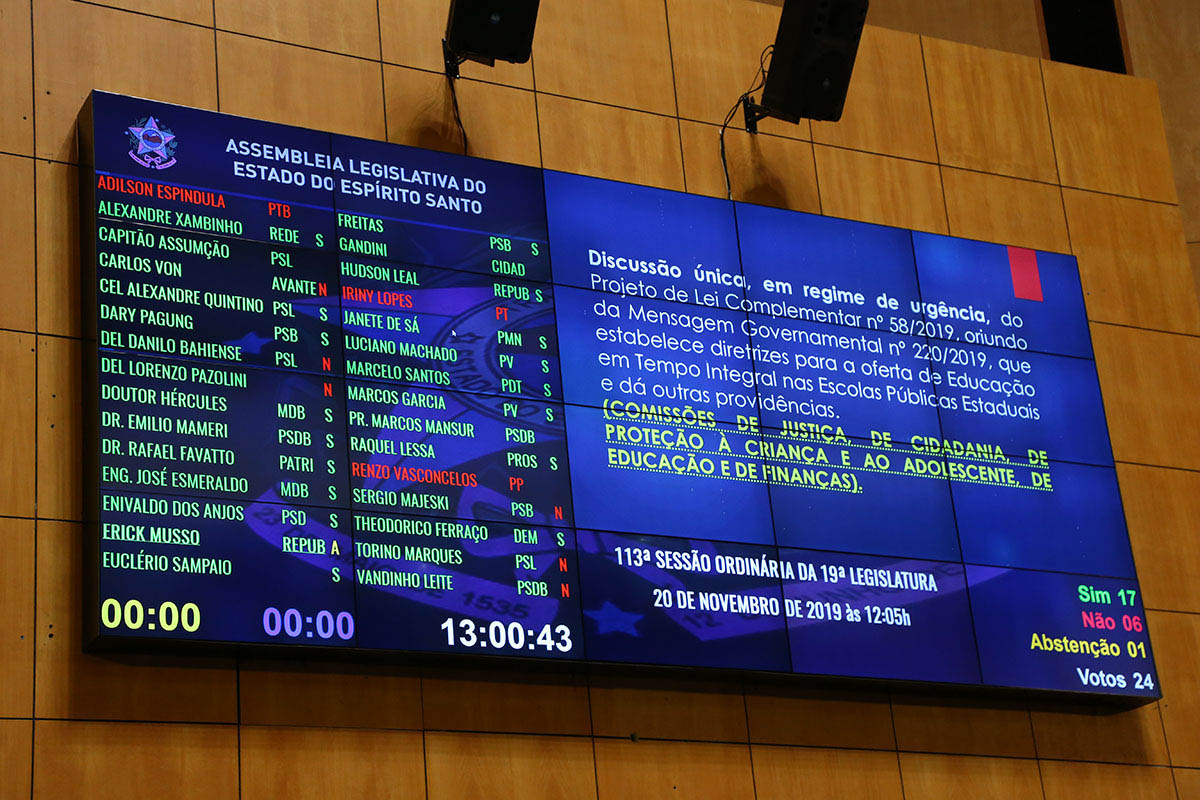 ASSEMBLEIA LEGISLATIVA DO
ESTADO DO ESPÍRITO SANTO
ADILSON ESPINDULA PTB
ALEXANDRE XAMBINHO REDE S
CAPITÃO ASSUMÇÃO PSL
CARLOS VON AVANTE N
CEL ALEXANDRE QUINTINO PSL S
DARY PAGUNG PSB S
DEL DANILO BAHIENSE PSL N
DEL LORENZO PAZOLINI N
DOUTOR HÉRCULES MDB S
DR. EMILIO MAMERI PSDB S
DR. RAFAEL FAVATTO PATRI S
ENG. JOSÉ ESMERALDO MDB S
ENIVALDO DOS ANJOS PSD S
ERICK MUSSO REPUB A
EUCLÉRIO SAMPAIO S
FREITAS PSB S
GANDINI CIDAD
HUDSON LEAL REPUB S
IRINY LOPES PT
JANETE DE SÁ PMN S
LUCIANO MACHADO PV S
MARCELO SANTOS PDT S
MARCOS GARCIA PV S
PR. MARCOS MANSUR PSDB
RAQUEL LESSA PROS S
RENZO VASCONCELOS PP
SERGIO MAJESKI PSB N
THEODORICO FERRAÇO DEM S
TORINO MARQUES PSL N
VANDINHO LEITE PSDB N
1535
00:00 00:00 13:00:43
Discussão única, em regime de urgência, do
Projeto de Lei Complementar nº 58/2019, oriundo
da Mensagem Governamental nº 220/2019, que
estabelece diretrizes para a oferta de Educação
em Tempo Integral nas Escolas Públicas Estaduais
e dá outras providências.
(COMISSÕES DE JUSTIÇA, DE CIDADANIA, DE
PROTEÇÃO À CRIANÇA E AO ADOLESCENTE, DE
EDUCAÇÃO E DE FINANÇAS).
113ª SESSÃO ORDINÁRIA DA 19ª LEGISLATURA
20 DE NOVEMBRO DE 2019 às 12:05h
Sim 17
Não 06
Abstenção 01
Votos 24